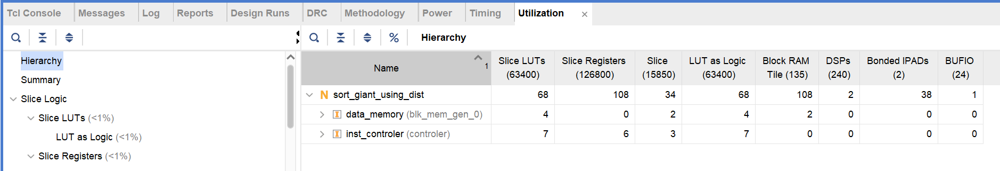 Tcl Console Messages Log Reports Design Runs DRC Methodology Power Timing Utilization ×
Hierarchy
Summary
Slice Logic
Slice LUTs (<1%)
LUT as Logic (<1%)
Slice Registers (<1%)
% Hierarchy
Name 1 Slice LUTs (63400) Slice Registers (126800) Slice (15850) LUT as Logic (63400) Block RAM Tile (135) DSPs (240) Bonded IPADs (2) BUFIO (24)
N sort_giant_using_dist 68 108 34 68 108 2 38 1
I data_memory (blk_mem_gen_0) 4 0 2 4 2 0 0 0
I inst_controler (controler) 7 6 3 7 0 0 0 0